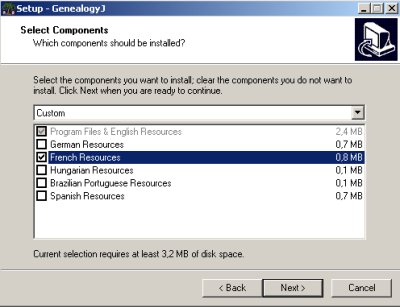 Setup - GenealogyJ
Select Components
Which components should be installed?
Select the components you want to install; clear the components you do not want to
install. Click Next when you are ready to continue.
Custom
Program Files & English Resources 2,4 MB
German Resources 0,7 MB
French Resources 0,8 MB
Hungarian Resources 0,1 MB
Brazilian Portuguese Resources 0,1 MB
Spanish Resources 0,7 MB
Current selection requires at least 3,2 MB of disk space.
< Back Next > Cancel